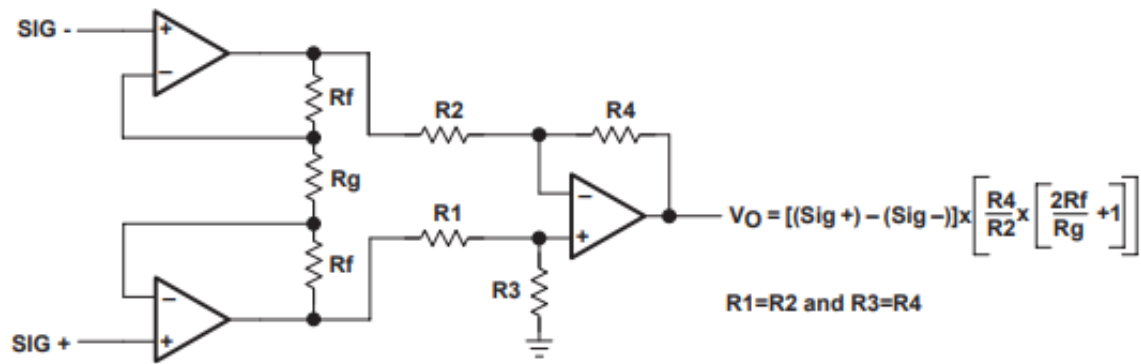 SIG -
+
−
Rf
Rg
Rf
−
+
SIG +
R2
R4
R1
R3
−
+
VO = [(Sig +) – (Sig –)]x[R4/R2 x [2Rf/Rg +1]]
R1=R2 and R3=R4